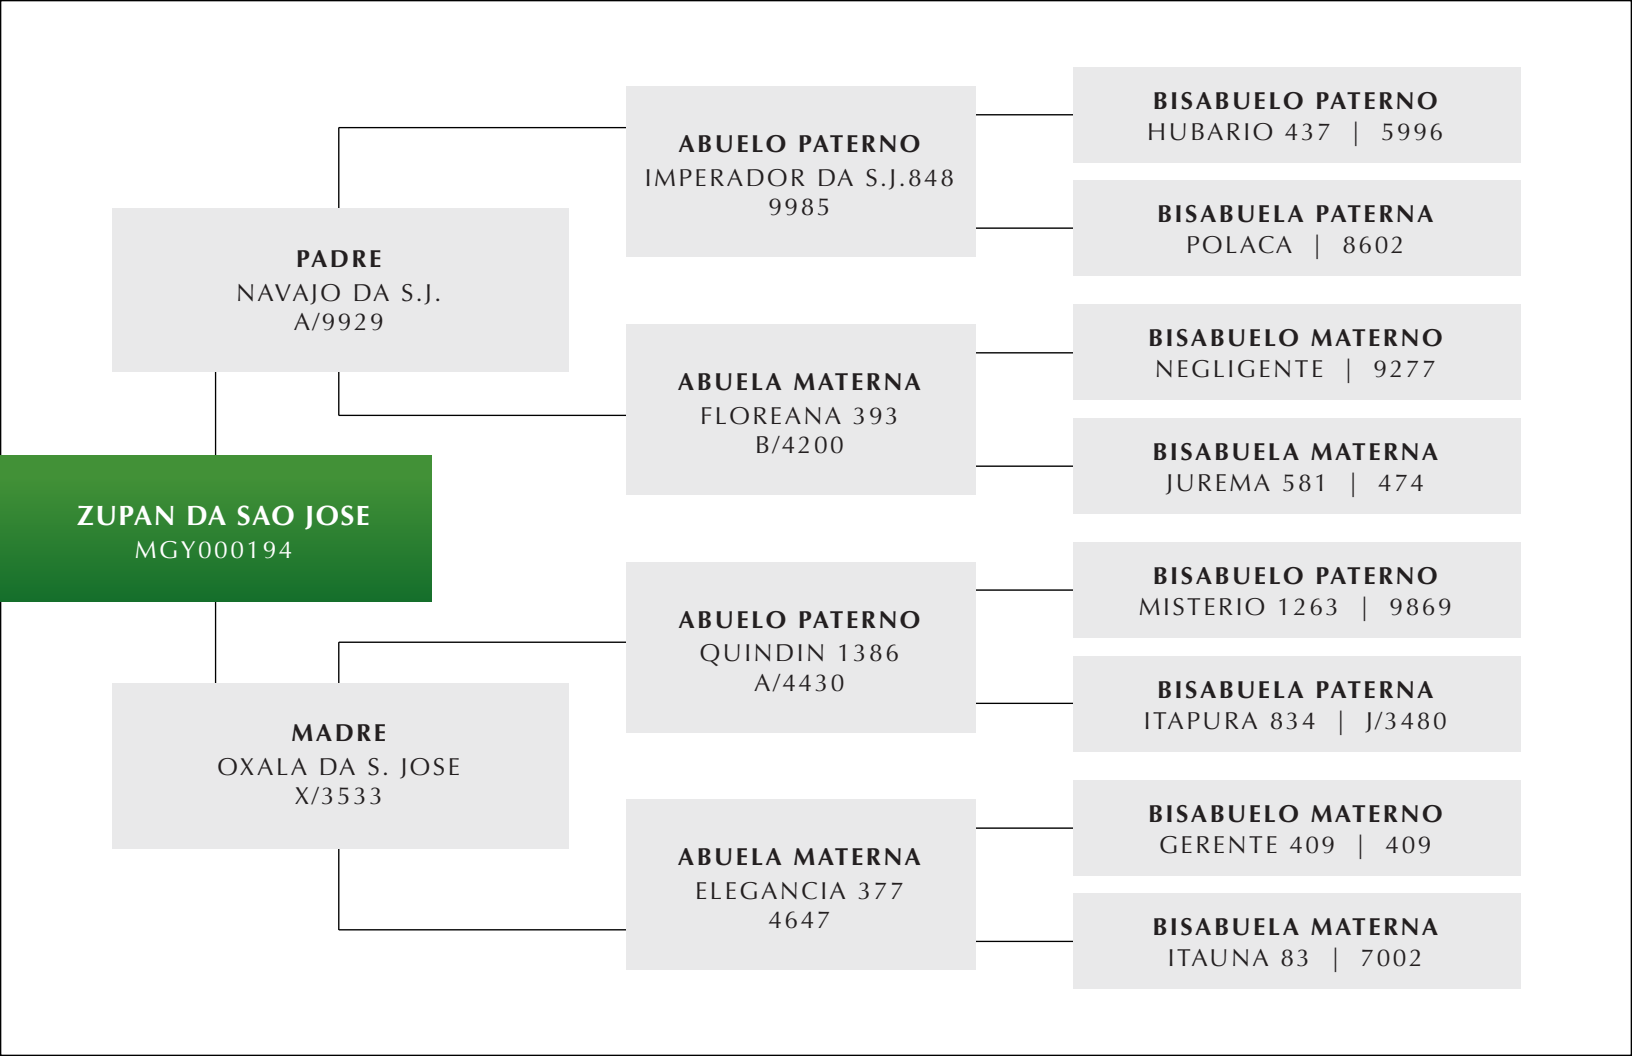 PADRE
NAVAJO DA S.J.
A/9929
ZUPAN DA SAO JOSE
MGY000194
MADRE
OXALA DA S. JOSE
X/3533
ABUELO PATERNO
IMPERADOR DA S.J.848
9985
ABUELA MATERNA
FLOREANA 393
B/4200
ABUELO PATERNO
QUINDIN 1386
A/4430
ABUELA MATERNA
ELEGANCIA 377
4647
BISABUELO PATERNO
HUBARIO 437 | 5996
BISABUELA PATERNA
POLACA | 8602
BISABUELO MATERNO
NEGLIGENTE | 9277
BISABUELA MATERNA
JUREMA 581 | 474
BISABUELO PATERNO
MISTERIO 1263 | 9869
BISABUELA PATERNA
ITAPURA 834 | J/3480
BISABUELO MATERNO
GERENTE 409 | 409
BISABUELA MATERNA
ITAUNA 83 | 7002